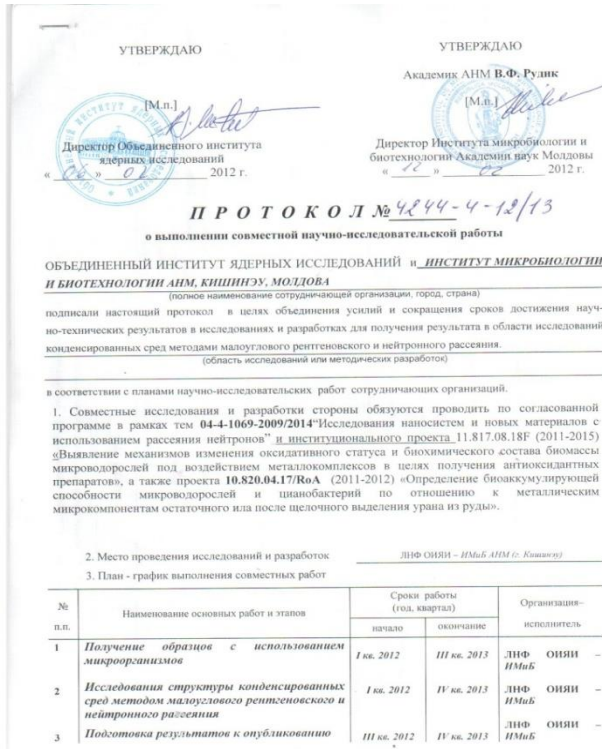 УТВЕРЖДАЮ
УТВЕРЖДАЮ
Академик АНМ В.Ф. Рудик
[М.п.]
[М.п.]
Директор Объединенного института
ядерных исследований
« 06 » 02 2012 г.
Директор Института микробиологии и
биотехнологии Академии наук Молдовы
« 12 » 02 2012 г.
П Р О Т О К О Л № 4244-4-12/13
о выполнении совместной научно-исследовательской работы
ОБЪЕДИНЕННЫЙ ИНСТИТУТ ЯДЕРНЫХ ИССЛЕДОВАНИЙ и ИНСТИТУТ МИКРОБИОЛОГИИ
И БИОТЕХНОЛОГИИ АНМ, КИШИНЭУ, МОЛДОВА
(полное наименование сотрудничающей организации, город, страна)
подписали настоящий протокол в целях объединения усилий и сокращения сроков достижения науч-
но-технических результатов в исследованиях и разработках для получения результата в области исследований
конденсированных сред методами малоуглового рентгеновского и нейтронного рассеяния.
(область исследований или методических разработок)
в соответствии с планами научно-исследовательских работ сотрудничающих организаций.
1. Совместные исследования и разработки стороны обязуются проводить по согласованной
программе в рамках тем 04-4-1069-2009/2014“Исследования наносистем и новых материалов с
использованием рассеяния нейтронов” и институционального проекта 11.817.08.18F (2011-2015)
«Выявление механизмов изменения оксидативного статуса и биохимического состава биомассы
микроводорослей под воздействием металлокомплексов в целях получения антиоксидантных
препаратов», а также проекта 10.820.04.17/RoA (2011-2012) «Определение биоаккумулирующей
способности микроводорослей и цианобактерий по отношению к металлическим
микрокомпонентам остаточного ила после щелочного выделения урана из руды».
2. Место проведения исследований и разработок ЛНФ ОИЯИ – ИМиБ АНМ (г. Кишинэу)
3. План - график выполнения совместных работ
№
п.п.
Наименование основных работ и этапов
Сроки работы
(год, квартал)
начало
окончание
Организация–
исполнитель
1 Получение образцов с использованием
микроорганизмов
I кв. 2012 III кв. 2013 ЛНФ ОИЯИ –
ИМиБ
2 Исследования структуры конденсированных
сред методом малоуглового рентгеновского и
нейтронного рассеяния
I кв. 2012 IV кв. 2013 ЛНФ ОИЯИ –
ИМиБ
3 Подготовка результатов к опубликованию
III кв. 2012 IV кв. 2013 ЛНФ ОИЯИ –
ИМиБ